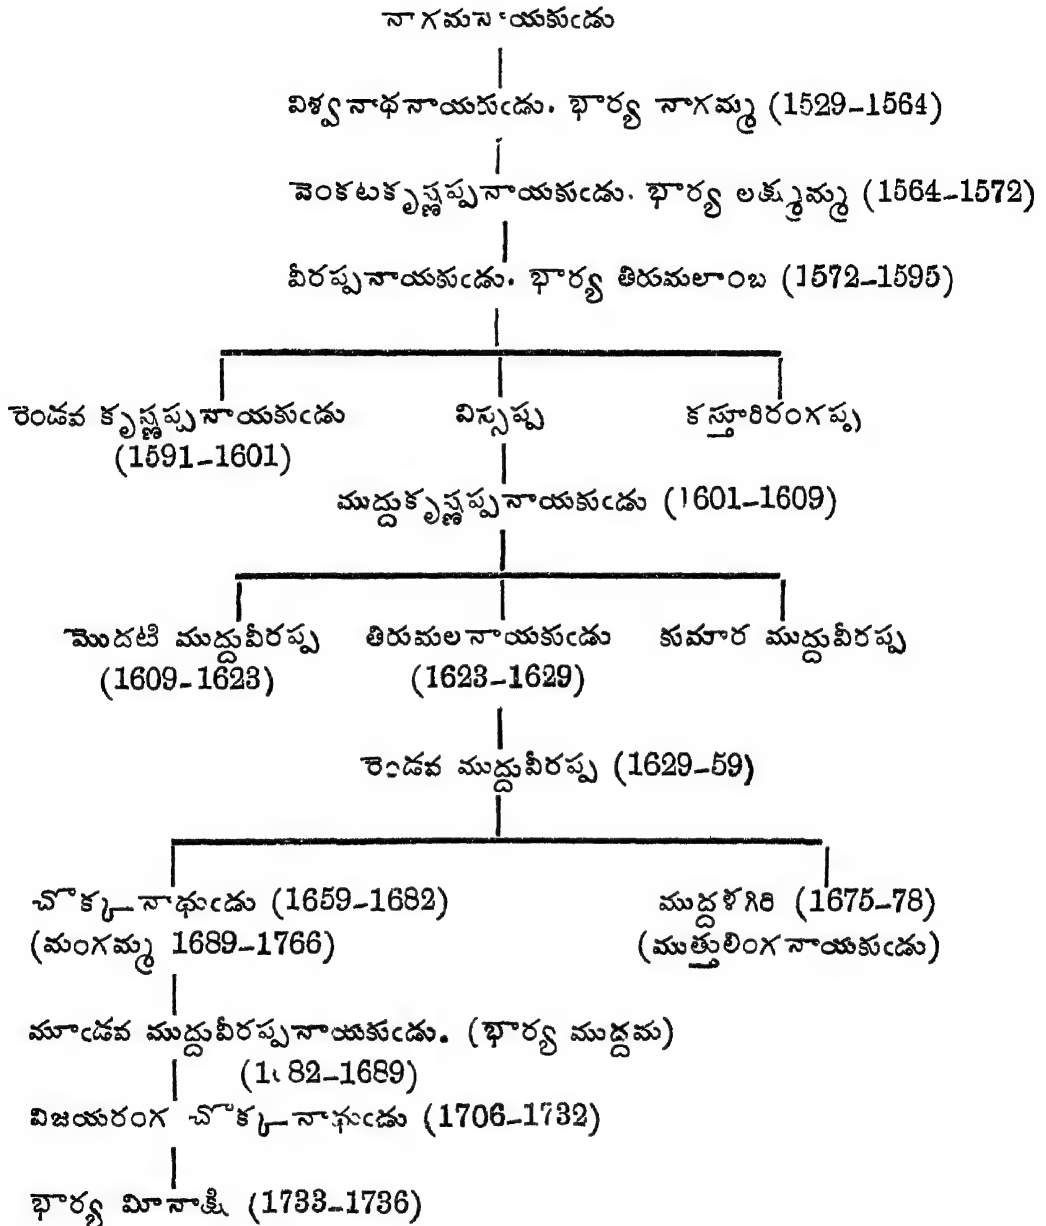 నాగమనాయకుఁడు
విశ్వనాథనాయకుఁడు. భార్య నాగమ్మ (1529-1564)
వెంకటకృష్ణప్పనాయకుఁడు. భార్య లక్ష్మమ్మ (1564-1572)
వీరప్పనాయకుఁడు. భార్య తిరుమలాంబ (1572-1595)
రెండవ కృష్ణప్పనాయకుఁడు విస్సప్ప కస్తూరిరంగప్ప
(1591-1601)
ముద్దుకృష్ణప్పనాయకుఁడు (1601-1609)
మొదటి ముద్దువీరప్ప తిరుమలనాయకుఁడు కుమార ముద్దువీరప్ప
(1609-1623) (1623-1629)
రెండవ ముద్దువీరప్ప (1629-59)
చొక్కనాథుఁడు (1659-1682) ముద్దళగిరి (1675-78)
(మంగమ్మ 1689-1766) (ముత్తులింగనాయకుఁడు)
మూఁడవ ముద్దువీరప్పనాయకుఁడు. (భార్య ముద్దమ)
(1682-1689)
విజయరంగ చొక్కనాథుఁడు (1706-1732)
భార్య మీనాక్షి (1733-1736)